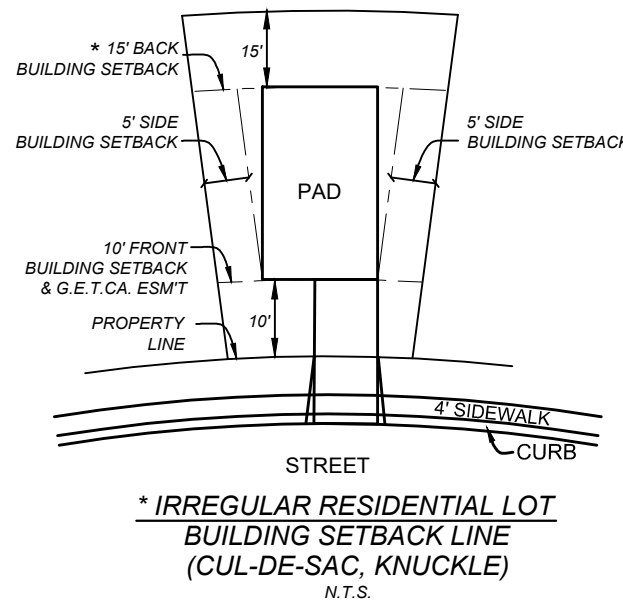 15'
* 15' BACK
BUILDING SETBACK
5' SIDE
BUILDING SETBACK
5' SIDE
BUILDING SETBACK
PAD
10' FRONT
BUILDING SETBACK
& G.E.T.CA. ESM'T
10'
PROPERTY
LINE
4' SIDEWALK
CURB
STREET
* IRREGULAR RESIDENTIAL LOT
BUILDING SETBACK LINE
(CUL-DE-SAC, KNUCKLE)
N.T.S.